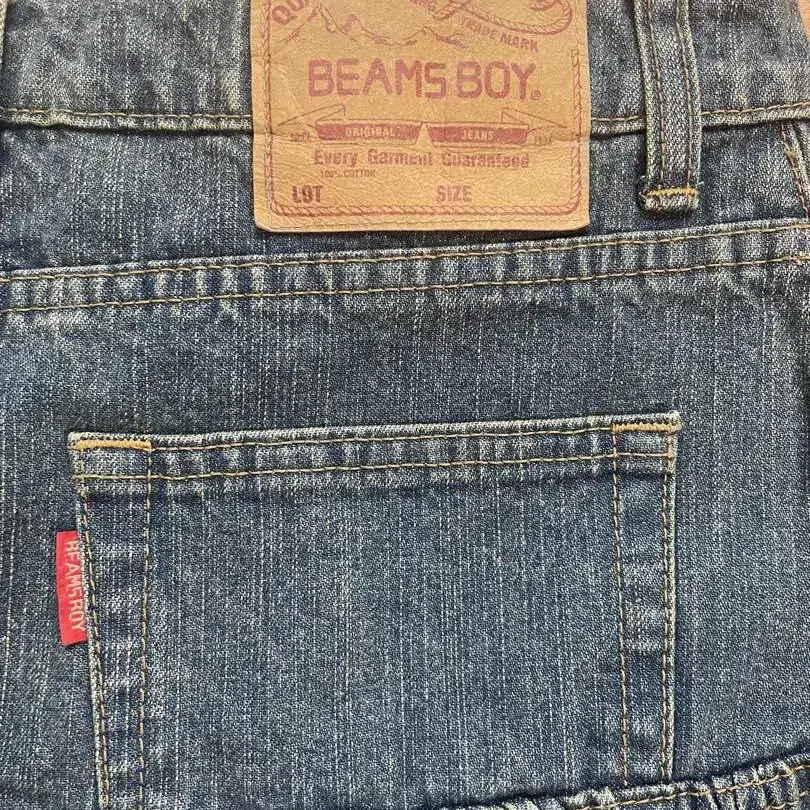 TRADE MARK
BEAMS BOY®
ORIGINAL JEANS
Every Garment Guaranteed
100% COTTON
LOT SIZE
BEAMS BOY